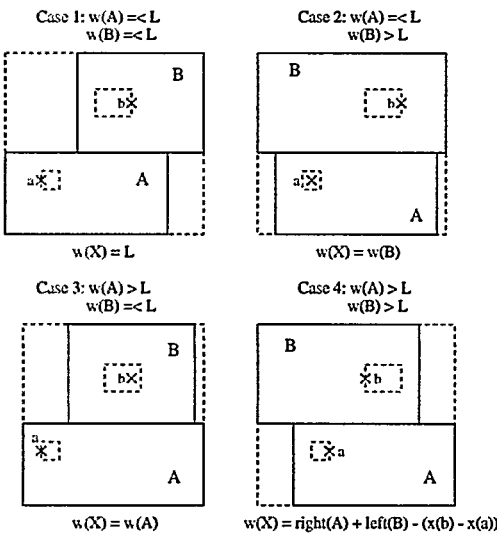 Case 1: w(A) =< L
w(B) =< L
B
b
a
A
w(X) = L
Case 2: w(A) =< L
w(B) > L
B
b
a
A
w(X) = w(B)
Case 3: w(A) > L
w(B) =< L
B
b
a
A
w(X) = w(A)
Case 4: w(A) > L
w(B) > L
B
b
a
A
w(X) = right(A) + left(B) - (x(b) - x(a))